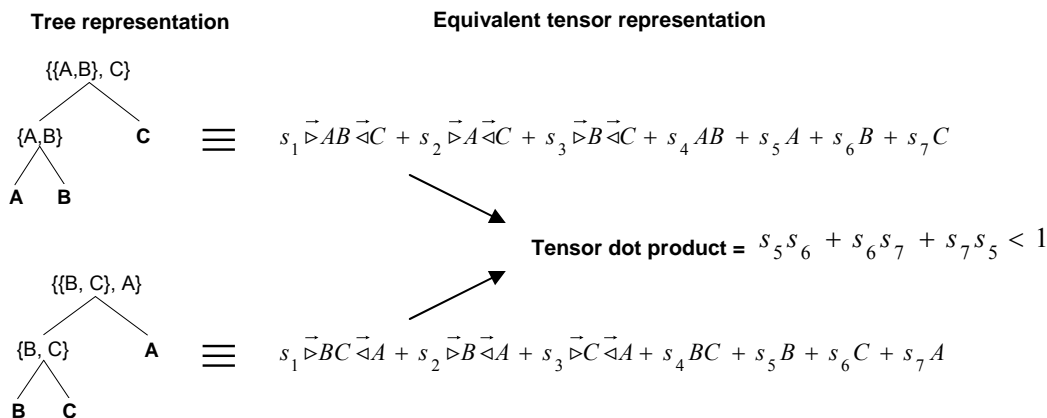 Tree representation
Equivalent tensor representation
{{A,B}, C}
{A,B} C
A B
≡ s₁ ▷⃗ AB ◁⃗ C + s₂ ▷⃗ A ◁⃗ C + s₃ ▷⃗ B ◁⃗ C + s₄ AB + s₅ A + s₆ B + s₇ C
Tensor dot product = s₅s₆ + s₆s₇ + s₇s₅ < 1
{{B, C}, A}
{B, C} A
B C
≡ s₁ ▷⃗ BC ◁⃗ A + s₂ ▷⃗ B ◁⃗ A + s₃ ▷⃗ C ◁⃗ A + s₄ BC + s₅ B + s₆ C + s₇ A